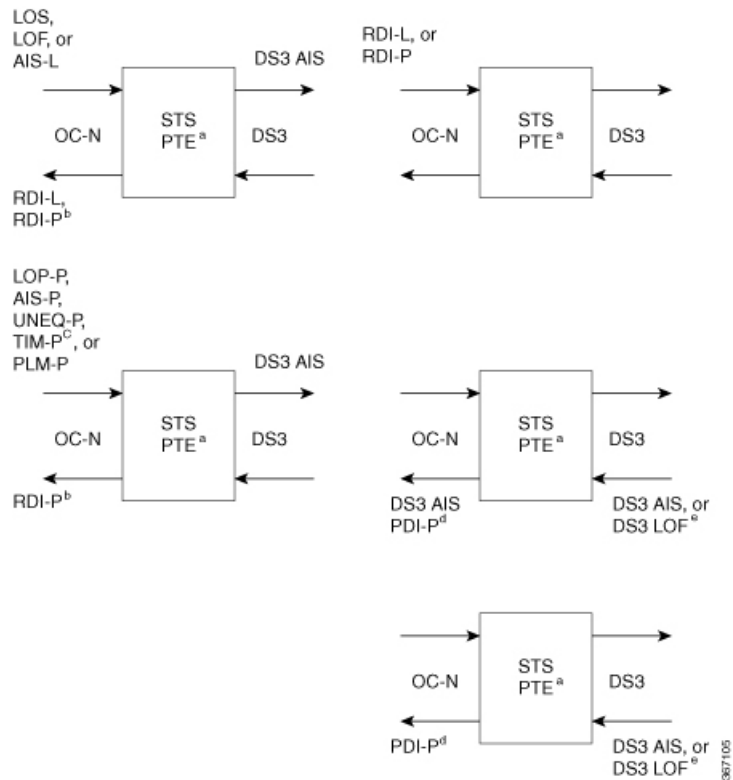 LOS,
LOF, or
AIS-L
DS3 AIS
OC-N
STS
PTE a
DS3
RDI-L,
RDI-P b
RDI-L, or
RDI-P
OC-N
STS
PTE a
DS3
LOP-P,
AIS-P,
UNEQ-P,
TIM-P C, or
PLM-P
DS3 AIS
OC-N
STS
PTE a
DS3
RDI-P b
OC-N
STS
PTE a
DS3
DS3 AIS
PDI-P d
DS3 AIS, or
DS3 LOF e
OC-N
STS
PTE a
DS3
PDI-P d
DS3 AIS, or
DS3 LOF e
367105